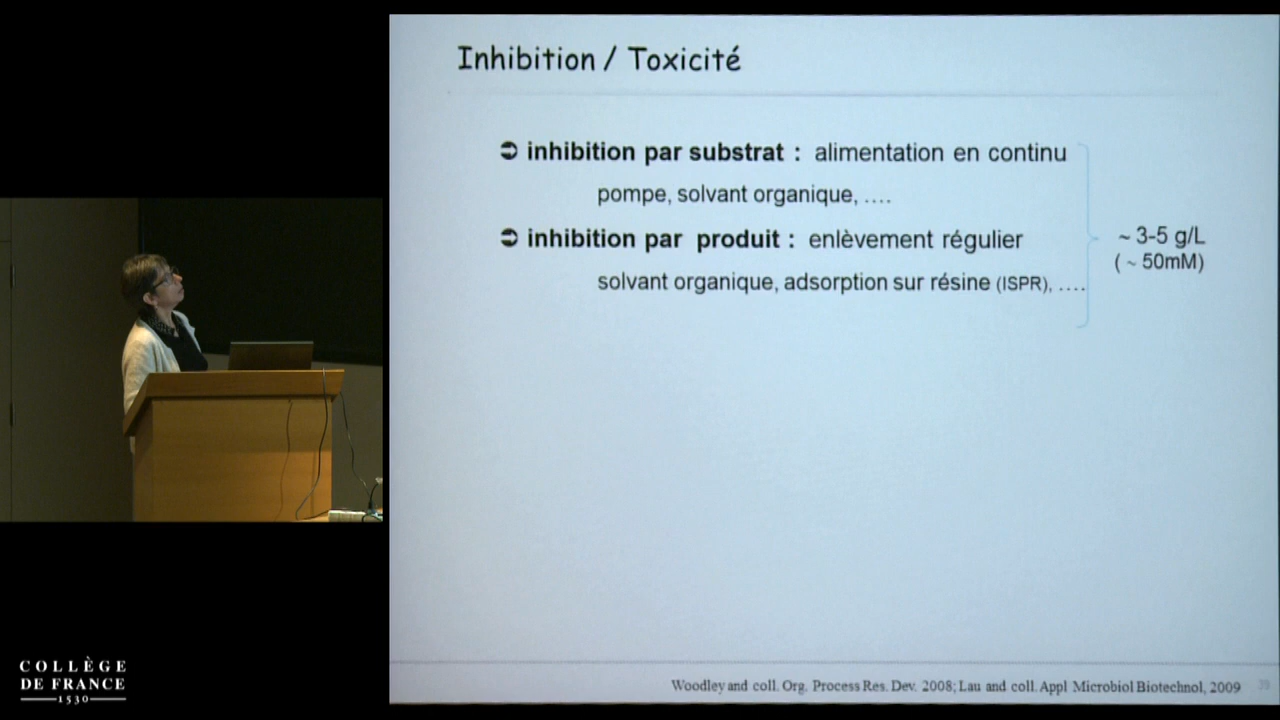 Inhibition / Toxicité
➲ inhibition par substrat : alimentation en continu
pompe, solvant organique, ....
➲ inhibition par produit : enlèvement régulier
solvant organique, adsorption sur résine (ISPR), ....
~ 3-5 g/L
( ~ 50mM)
Woodley and coll. Org. Process Res. Dev. 2008; Lau and coll. Appl Microbiol Biotechnol, 2009
39
COLLÈGE
DE FRANCE
1530